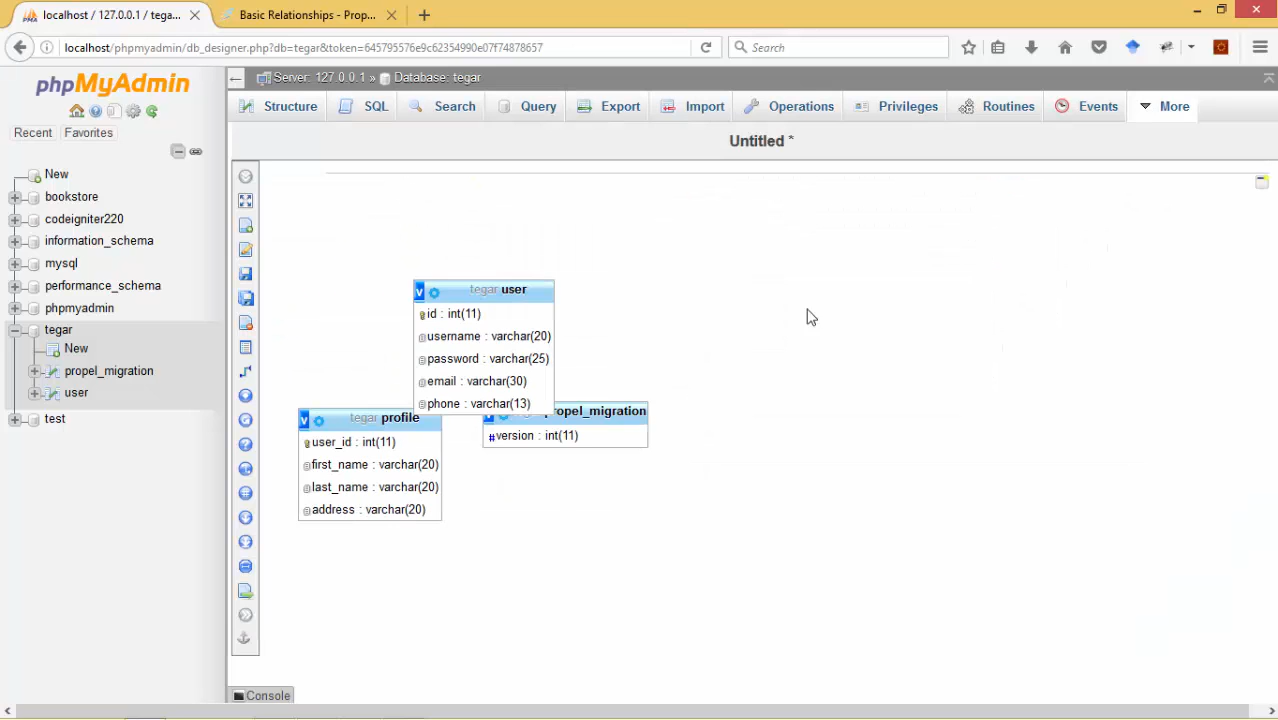 localhost / 127.0.0.1 / tega...
Basic Relationships - Prop...
localhost/phpmyadmin/db_designer.php?db=tegar&token=645795576e9c62354990e07f74878657
Search
phpMyAdmin
Recent
Favorites
New
bookstore
codeigniter220
information_schema
mysql
performance_schema
phpmyadmin
tegar
New
propel_migration
user
test
Server: 127.0.0.1 » Database: tegar
Structure
SQL
Search
Query
Export
Import
Operations
Privileges
Routines
Events
More
Untitled *
v tegar user
id : int(11)
username : varchar(20)
password : varchar(25)
email : varchar(30)
phone : varchar(13)
v tegar profile
user_id : int(11)
first_name : varchar(20)
last_name : varchar(20)
address : varchar(20)
propel_migration
#version : int(11)
Console